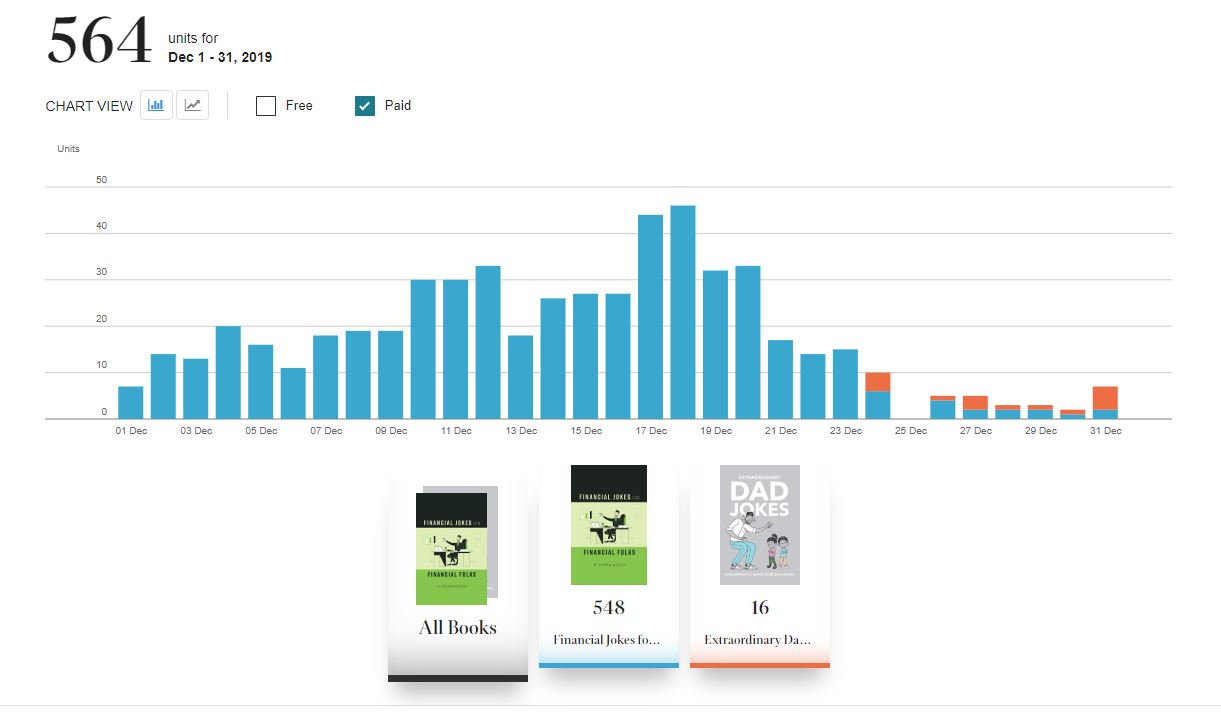 564
units for
Dec 1 - 31, 2019
CHART VIEW
Free
Paid
Units
50
40
30
20
10
0
01 Dec 03 Dec 05 Dec 07 Dec 09 Dec 11 Dec 13 Dec 15 Dec 17 Dec 19 Dec 21 Dec 23 Dec 25 Dec 27 Dec 29 Dec 31 Dec
FINANCIAL JOKES
FINANCIAL FOLKS
All Books
FINANCIAL JOKES
FINANCIAL FOLKS
548
Financial Jokes fo...
EXTRAORDINARY
DAD
JOKES
16
Extraordinary Da...